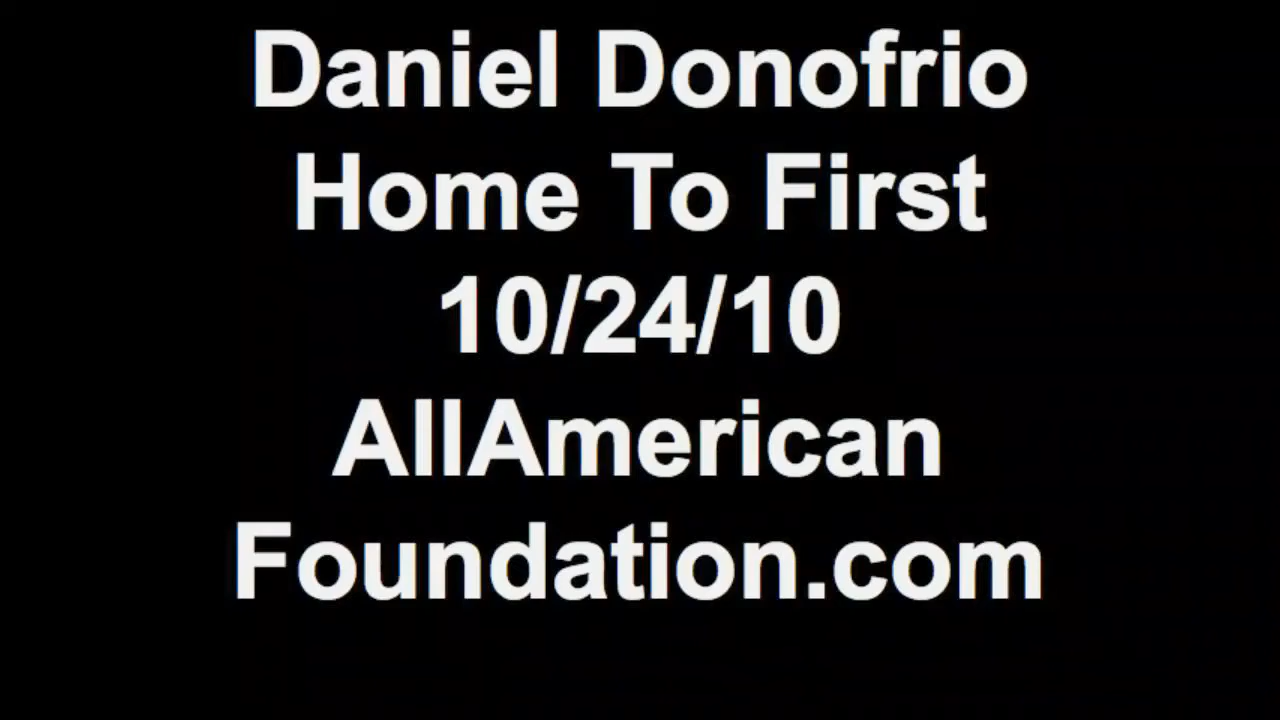 Daniel Donofrio
Home To First
10/24/10
AllAmerican
Foundation.com